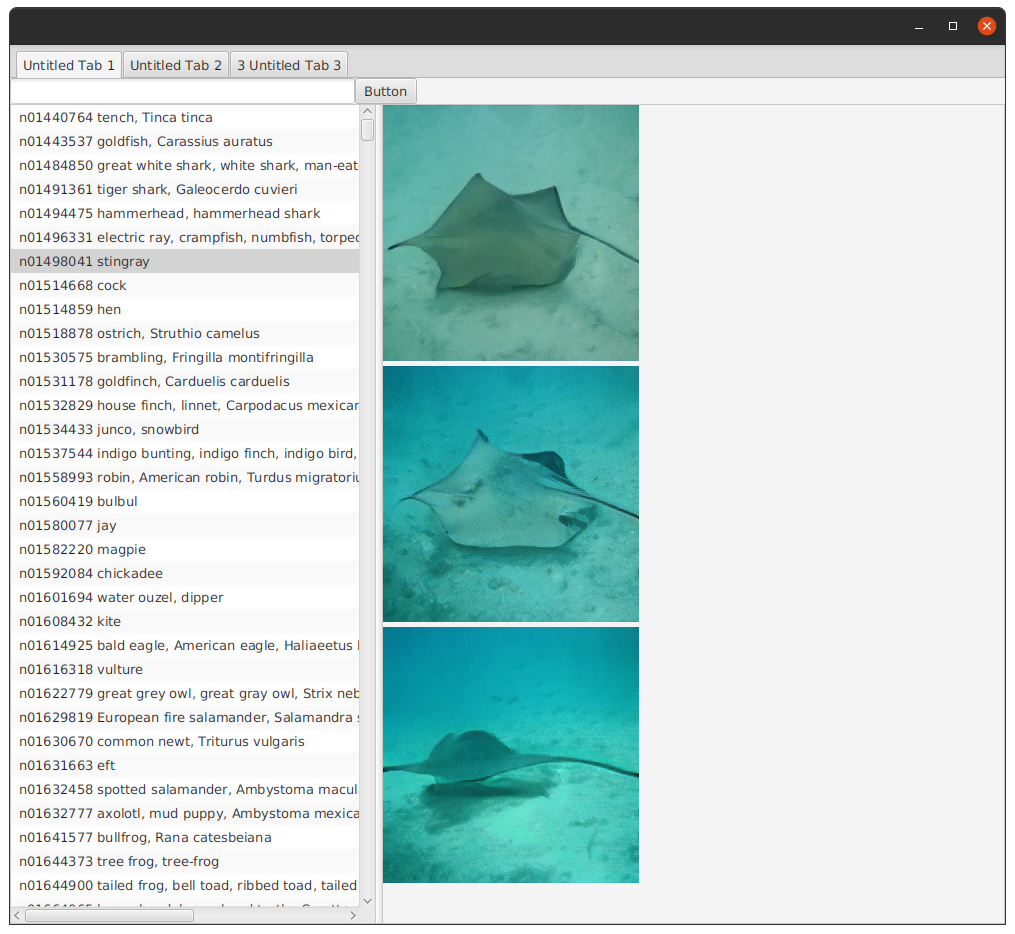 Untitled Tab 1
Untitled Tab 2
3 Untitled Tab 3
Button
n01440764 tench, Tinca tinca
n01443537 goldfish, Carassius auratus
n01484850 great white shark, white shark, man-eat
n01491361 tiger shark, Galeocerdo cuvieri
n01494475 hammerhead, hammerhead shark
n01496331 electric ray, crampfish, numbfish, torped
n01498041 stingray
n01514668 cock
n01514859 hen
n01518878 ostrich, Struthio camelus
n01530575 brambling, Fringilla montifringilla
n01531178 goldfinch, Carduelis carduelis
n01532829 house finch, linnet, Carpodacus mexican
n01534433 junco, snowbird
n01537544 indigo bunting, indigo finch, indigo bird,
n01558993 robin, American robin, Turdus migratoriu
n01560419 bulbul
n01580077 jay
n01582220 magpie
n01592084 chickadee
n01601694 water ouzel, dipper
n01608432 kite
n01614925 bald eagle, American eagle, Haliaeetus l
n01616318 vulture
n01622779 great grey owl, great gray owl, Strix neb
n01629819 European fire salamander, Salamandra s
n01630670 common newt, Triturus vulgaris
n01631663 eft
n01632458 spotted salamander, Ambystoma macul
n01632777 axolotl, mud puppy, Ambystoma mexica
n01641577 bullfrog, Rana catesbeiana
n01644373 tree frog, tree-frog
n01644900 tailed frog, bell toad, ribbed toad, tailed